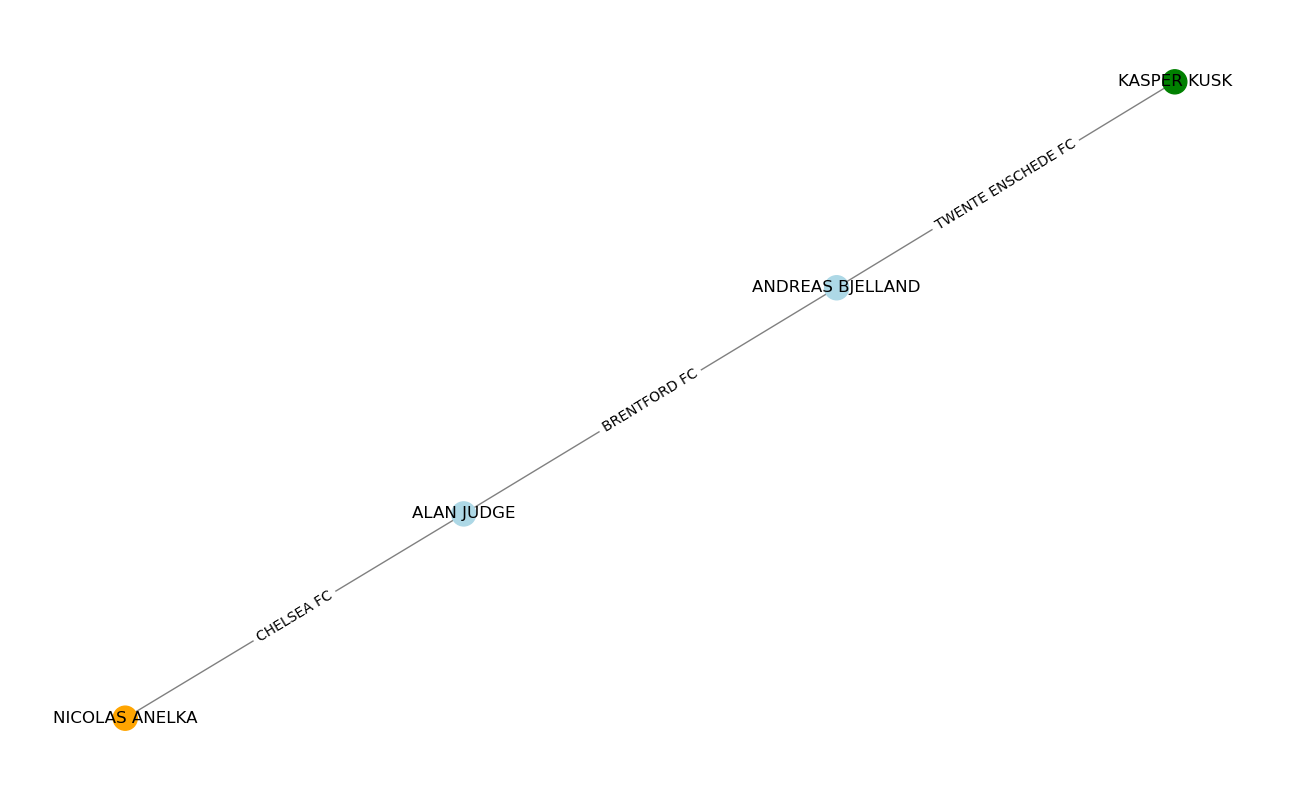 KASPER KUSK
TWENTE ENSCHEDE FC
ANDREAS BJELLAND
BRENTFORD FC
ALAN JUDGE
CHELSEA FC
NICOLAS ANELKA